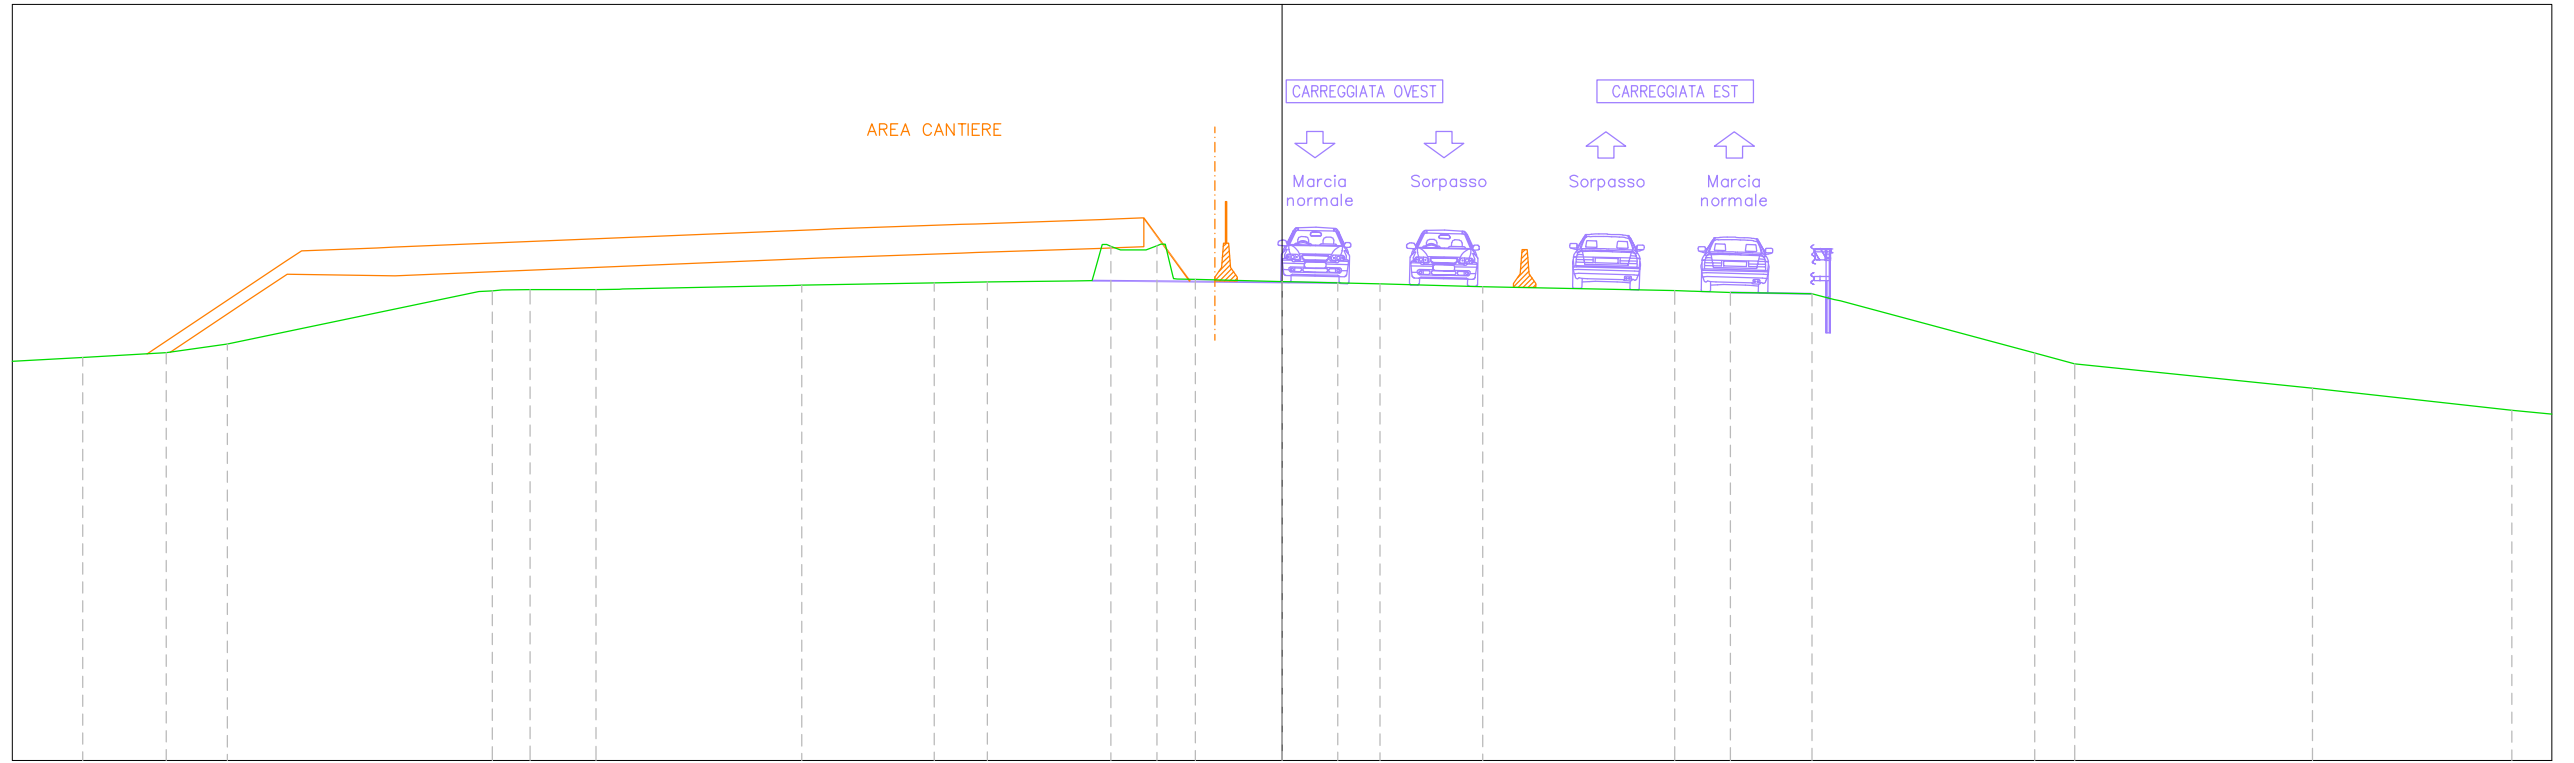 CARREGGIATA OVEST
CARREGGIATA EST
AREA CANTIERE
Marcia
normale
Sorpasso
Sorpasso
Marcia
normale